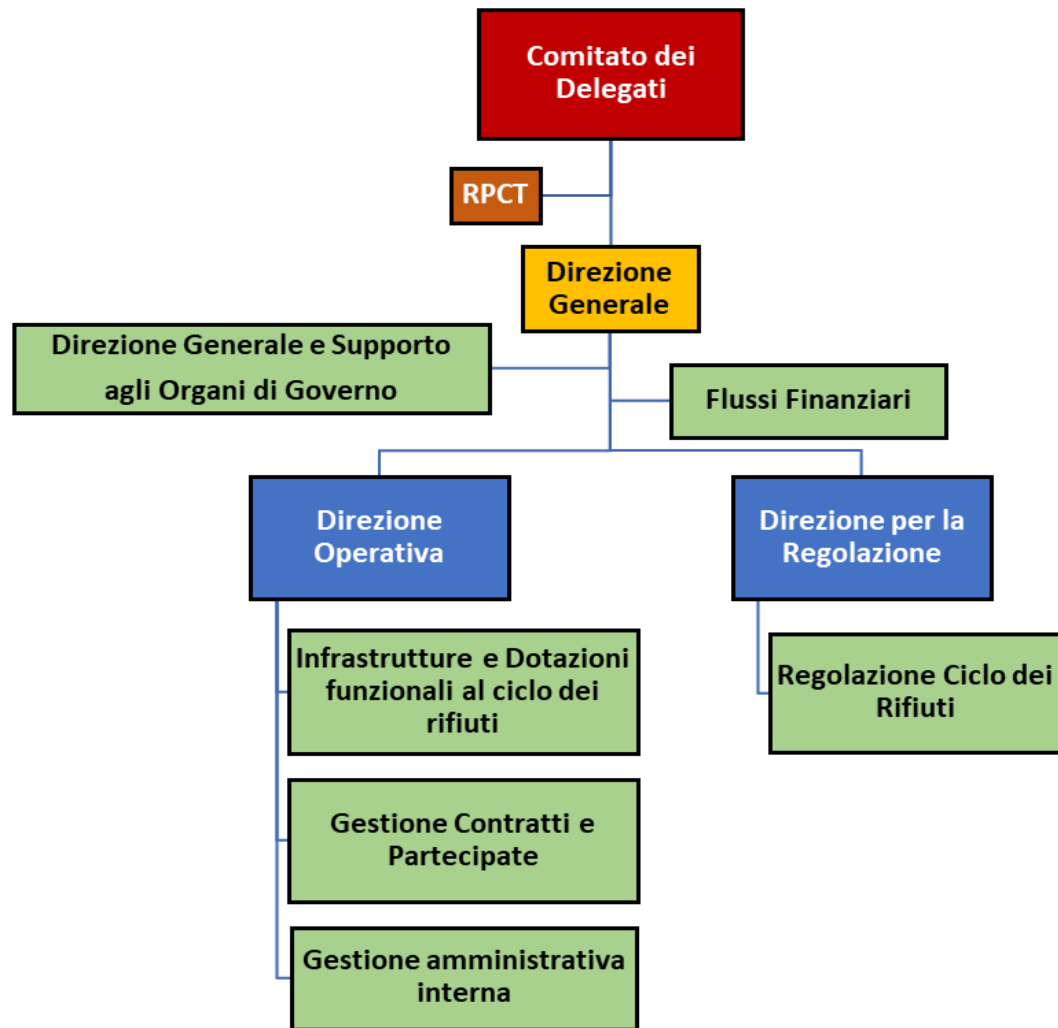 Comitato dei
Delegati
RPCT
Direzione
Generale
Direzione Generale e Supporto
agli Organi di Governo
Flussi Finanziari
Direzione
Operativa
Direzione per la
Regolazione
Infrastrutture e Dotazioni
funzionali al ciclo dei
rifiuti
Regolazione Ciclo dei
Rifiuti
Gestione Contratti e
Partecipate
Gestione amministrativa
interna